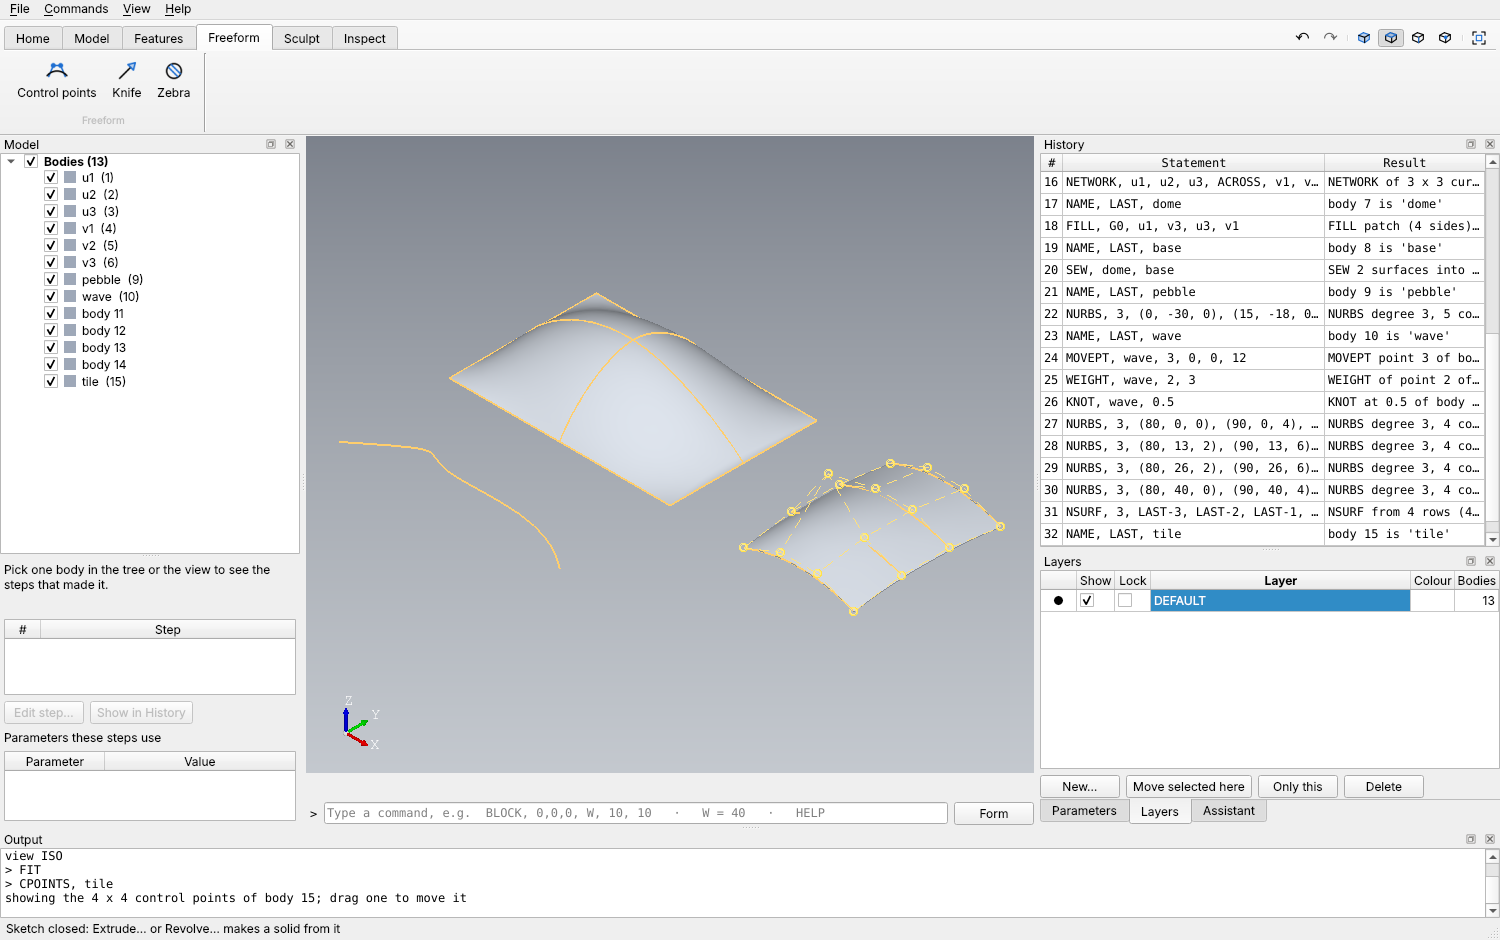 File Commands View Help
Home Model Features Freeform Sculpt Inspect
Control points Knife Zebra
Freeform
Model
Bodies (13)
u1 (1)
u2 (2)
u3 (3)
v1 (4)
v2 (5)
v3 (6)
pebble (9)
wave (10)
body 11
body 12
body 13
body 14
tile (15)
Pick one body in the tree or the view to see the
steps that made it.
# Step
Edit step... Show in History
Parameters these steps use
Parameter Value
Z
Y
X
> Type a command, e.g. BLOCK, 0,0,0, W, 10, 10 · W = 40 · HELP Form
History
# Statement Result
16 NETWORK, u1, u2, u3, ACROSS, v1, v… NETWORK of 3 x 3 cur…
17 NAME, LAST, dome body 7 is 'dome'
18 FILL, G0, u1, v3, u3, v1 FILL patch (4 sides)…
19 NAME, LAST, base body 8 is 'base'
20 SEW, dome, base SEW 2 surfaces into …
21 NAME, LAST, pebble body 9 is 'pebble'
22 NURBS, 3, (0, -30, 0), (15, -18, 0… NURBS degree 3, 5 co…
23 NAME, LAST, wave body 10 is 'wave'
24 MOVEPT, wave, 3, 0, 0, 12 MOVEPT point 3 of bo…
25 WEIGHT, wave, 2, 3 WEIGHT of point 2 of…
26 KNOT, wave, 0.5 KNOT at 0.5 of body …
27 NURBS, 3, (80, 0, 0), (90, 0, 4), … NURBS degree 3, 4 co…
28 NURBS, 3, (80, 13, 2), (90, 13, 6)… NURBS degree 3, 4 co…
29 NURBS, 3, (80, 26, 2), (90, 26, 6)… NURBS degree 3, 4 co…
30 NURBS, 3, (80, 40, 0), (90, 40, 4)… NURBS degree 3, 4 co…
31 NSURF, 3, LAST-3, LAST-2, LAST-1, … NSURF from 4 rows (4…
32 NAME, LAST, tile body 15 is 'tile'
Layers
Show Lock Layer Colour Bodies
DEFAULT 13
New... Move selected here Only this Delete
Parameters Layers Assistant
Output
view ISO
> FIT
> CPOINTS, tile
showing the 4 x 4 control points of body 15; drag one to move it
Sketch closed: Extrude... or Revolve... makes a solid from it